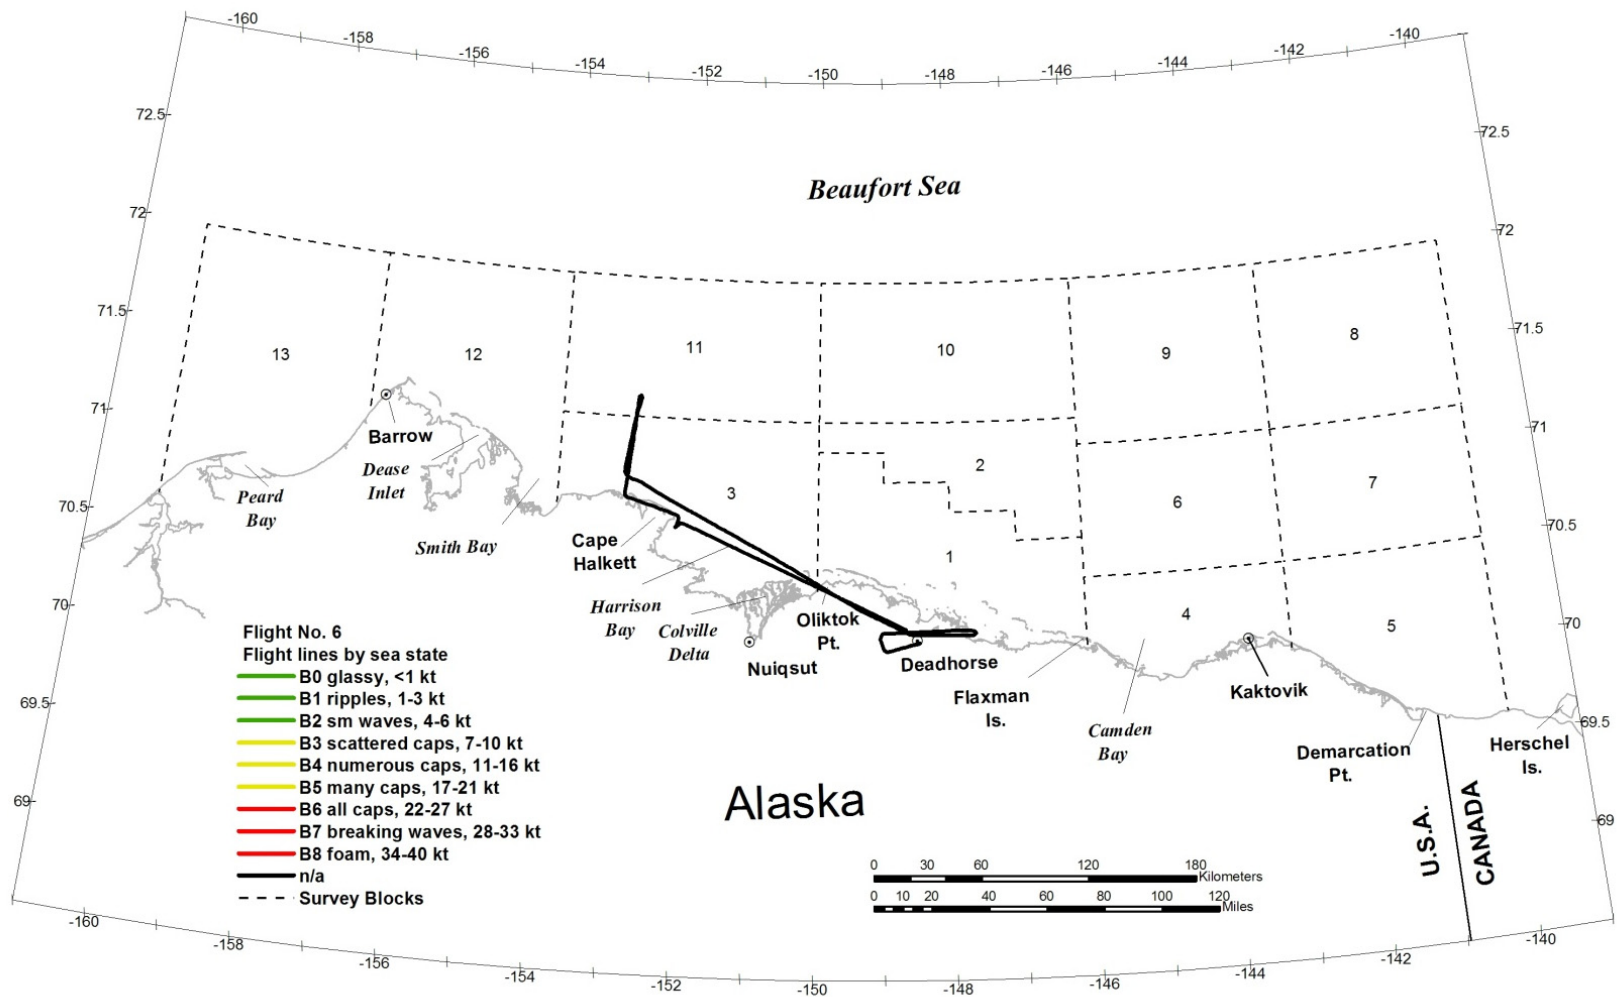 -160
-158
-156
-154
-152
-150
-148
-146
-144
-142
-140
72.5
72.5
72
72
71.5
71.5
71
71
70.5
70.5
70
70
69.5
69.5
69
69
Beaufort Sea
13
12
11
10
9
8
3
2
1
6
7
4
5
Barrow
Dease
Inlet
Peard
Bay
Smith Bay
Cape
Halkett
Harrison
Bay
Colville
Delta
Nuiqsut
Oliktok
Pt.
Deadhorse
Flaxman
Is.
Camden
Bay
Kaktovik
Demarcation
Pt.
Herschel
Is.
Alaska
U.S.A.
CANADA
Flight No. 6
Flight lines by sea state
B0 glassy, <1 kt
B1 ripples, 1-3 kt
B2 sm waves, 4-6 kt
B3 scattered caps, 7-10 kt
B4 numerous caps, 11-16 kt
B5 many caps, 17-21 kt
B6 all caps, 22-27 kt
B7 breaking waves, 28-33 kt
B8 foam, 34-40 kt
n/a
Survey Blocks
0 30 60 120 180
Kilometers
0 10 20 40 60 80 100 120
Miles
-160
-158
-156
-154
-152
-150
-148
-146
-144
-142
-140